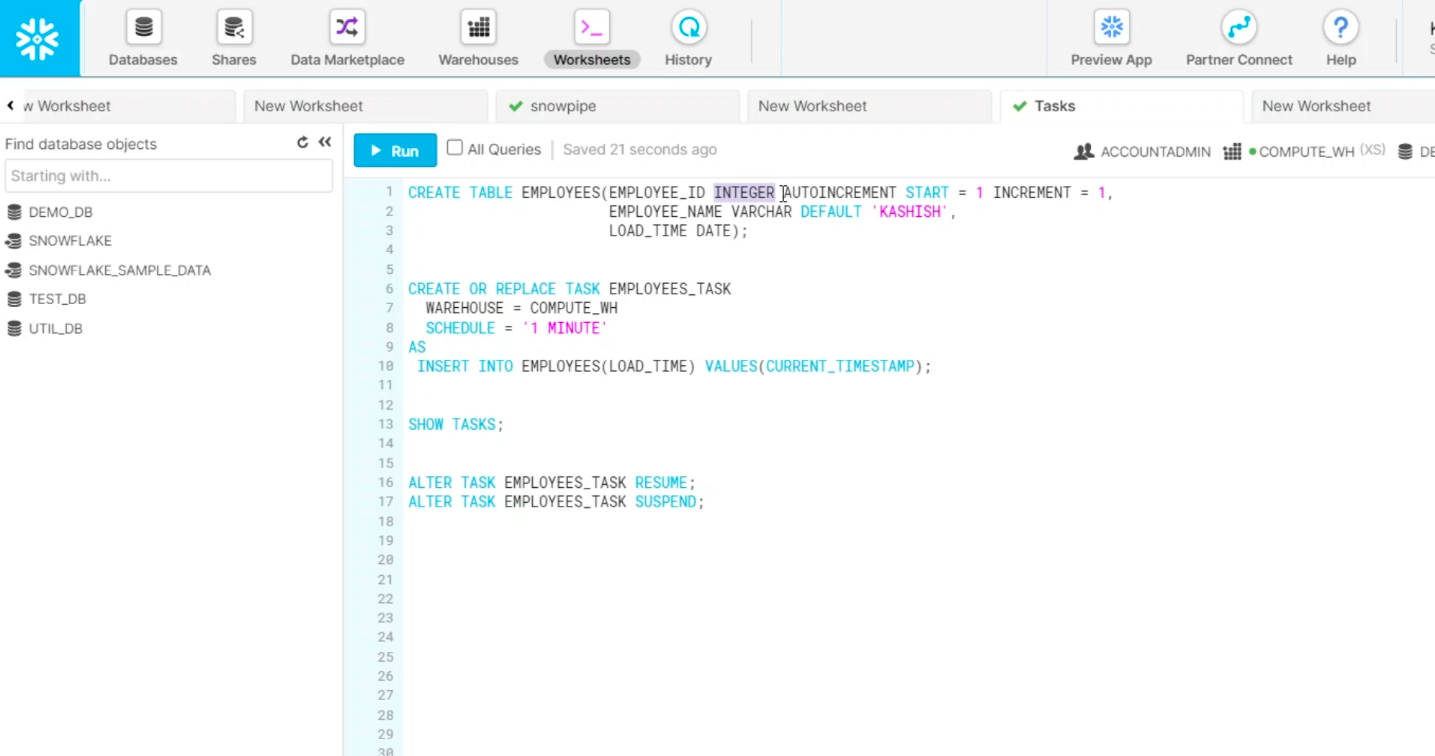 Databases Shares Data Marketplace Warehouses Worksheets History Preview App Partner Connect Help
w Worksheet New Worksheet snowpipe New Worksheet Tasks New Worksheet
Find database objects
Starting with...
DEMO_DB
SNOWFLAKE
SNOWFLAKE_SAMPLE_DATA
TEST_DB
UTIL_DB
Run All Queries Saved 21 seconds ago ACCOUNTADMIN COMPUTE_WH (XS) DE
1 CREATE TABLE EMPLOYEES(EMPLOYEE_ID INTEGER AUTOINCREMENT START = 1 INCREMENT = 1,
2 EMPLOYEE_NAME VARCHAR DEFAULT 'KASHISH',
3 LOAD_TIME DATE);
4
5
6 CREATE OR REPLACE TASK EMPLOYEES_TASK
7 WAREHOUSE = COMPUTE_WH
8 SCHEDULE = '1 MINUTE'
9 AS
10 INSERT INTO EMPLOYEES(LOAD_TIME) VALUES(CURRENT_TIMESTAMP);
11
12
13 SHOW TASKS;
14
15
16 ALTER TASK EMPLOYEES_TASK RESUME;
17 ALTER TASK EMPLOYEES_TASK SUSPEND;
18
19
20
21
22
23
24
25
26
27
28
29
30